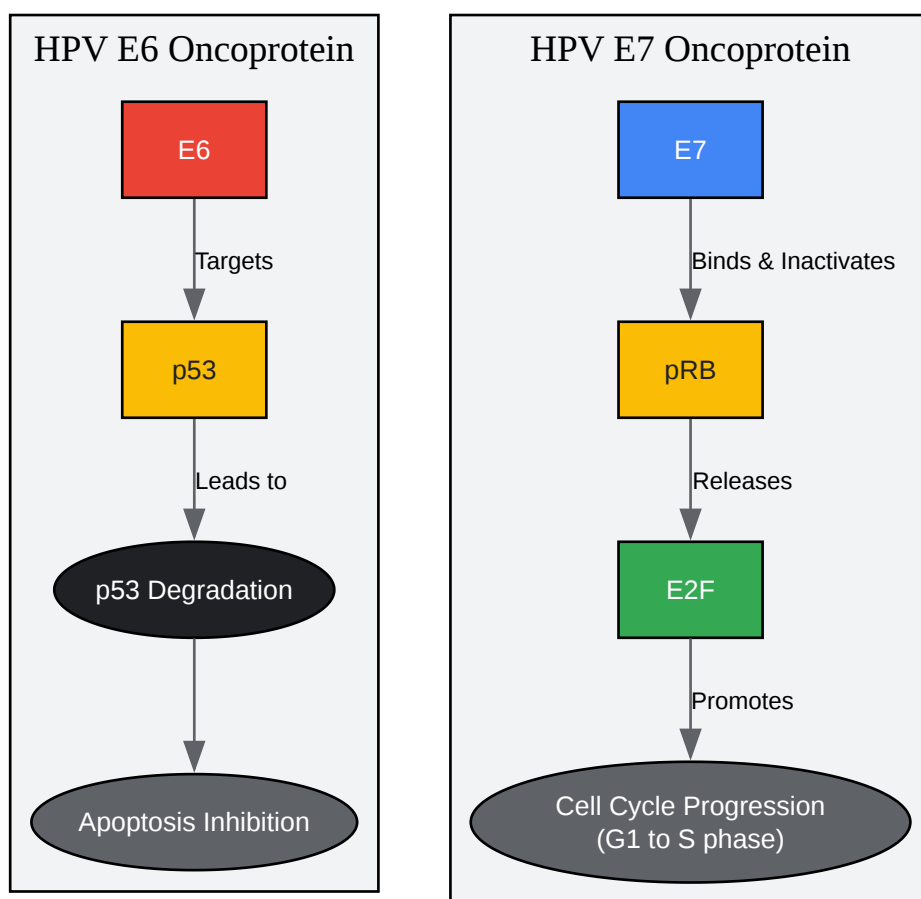 HPV E6 Oncoprotein
E6
Targets
p53
Leads to
p53 Degradation
Apoptosis Inhibition
HPV E7 Oncoprotein
E7
Binds & Inactivates
pRB
Releases
E2F
Promotes
Cell Cycle Progression
(G1 to S phase)